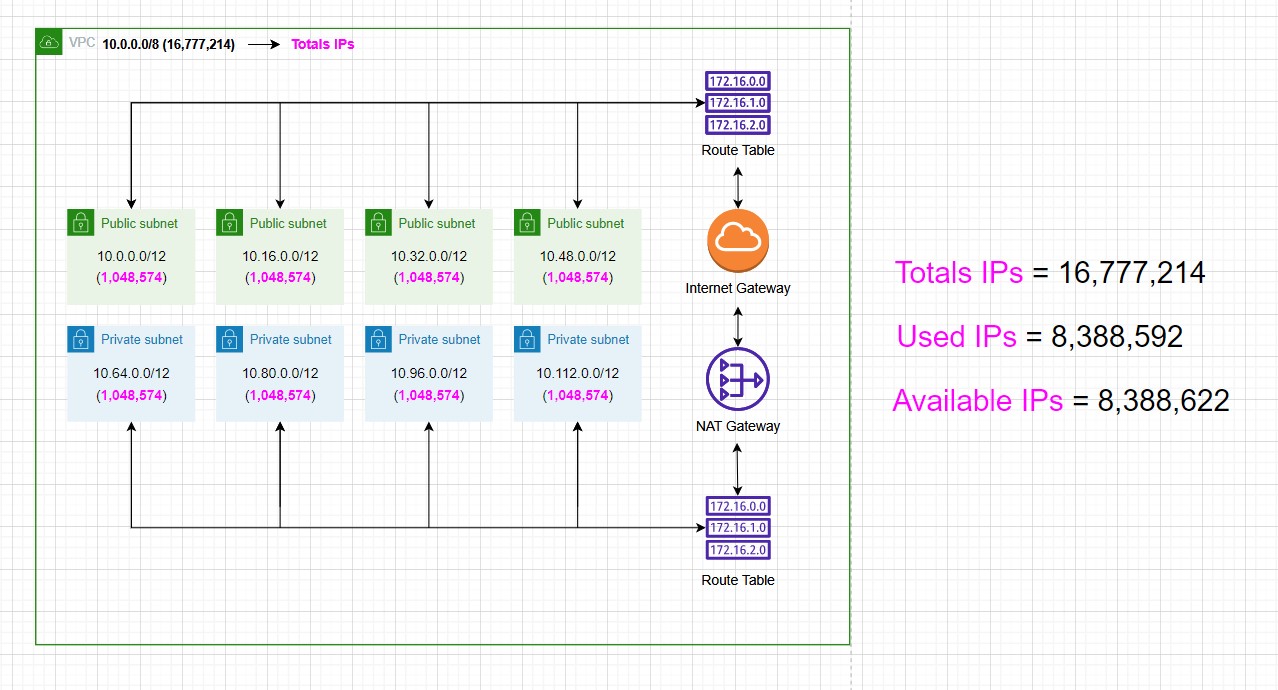 VPC 10.0.0.0/8 (16,777,214) Totals IPs
172.16.0.0
172.16.1.0
172.16.2.0
Route Table
Public subnet
10.0.0.0/12
(1,048,574)
Public subnet
10.16.0.0/12
(1,048,574)
Public subnet
10.32.0.0/12
(1,048,574)
Public subnet
10.48.0.0/12
(1,048,574)
Internet Gateway
Private subnet
10.64.0.0/12
(1,048,574)
Private subnet
10.80.0.0/12
(1,048,574)
Private subnet
10.96.0.0/12
(1,048,574)
Private subnet
10.112.0.0/12
(1,048,574)
NAT Gateway
172.16.0.0
172.16.1.0
172.16.2.0
Route Table
Totals IPs = 16,777,214
Used IPs = 8,388,592
Available IPs = 8,388,622